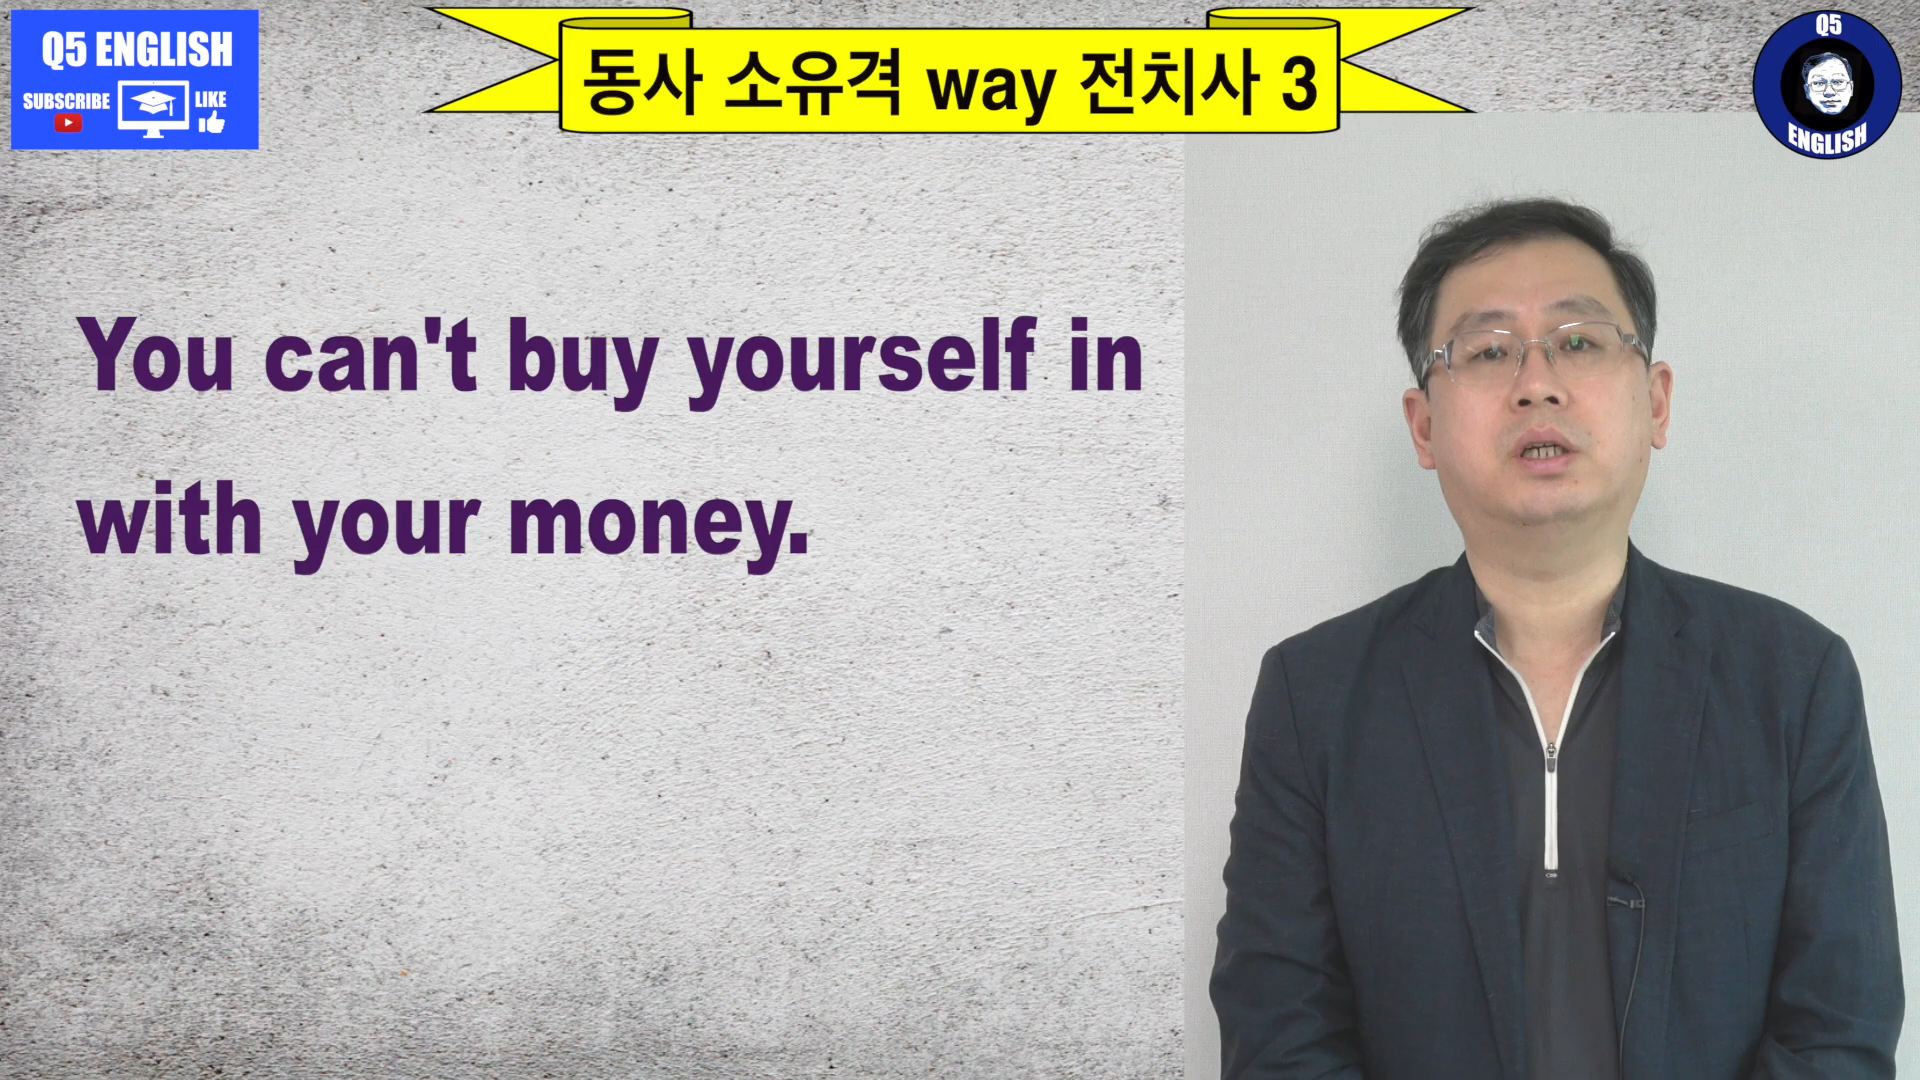 Q5 ENGLISH
SUBSCRIBE
LIKE
동사 소유격 way 전치사 3
Q5
ENGLISH
You can't buy yourself in
with your money.